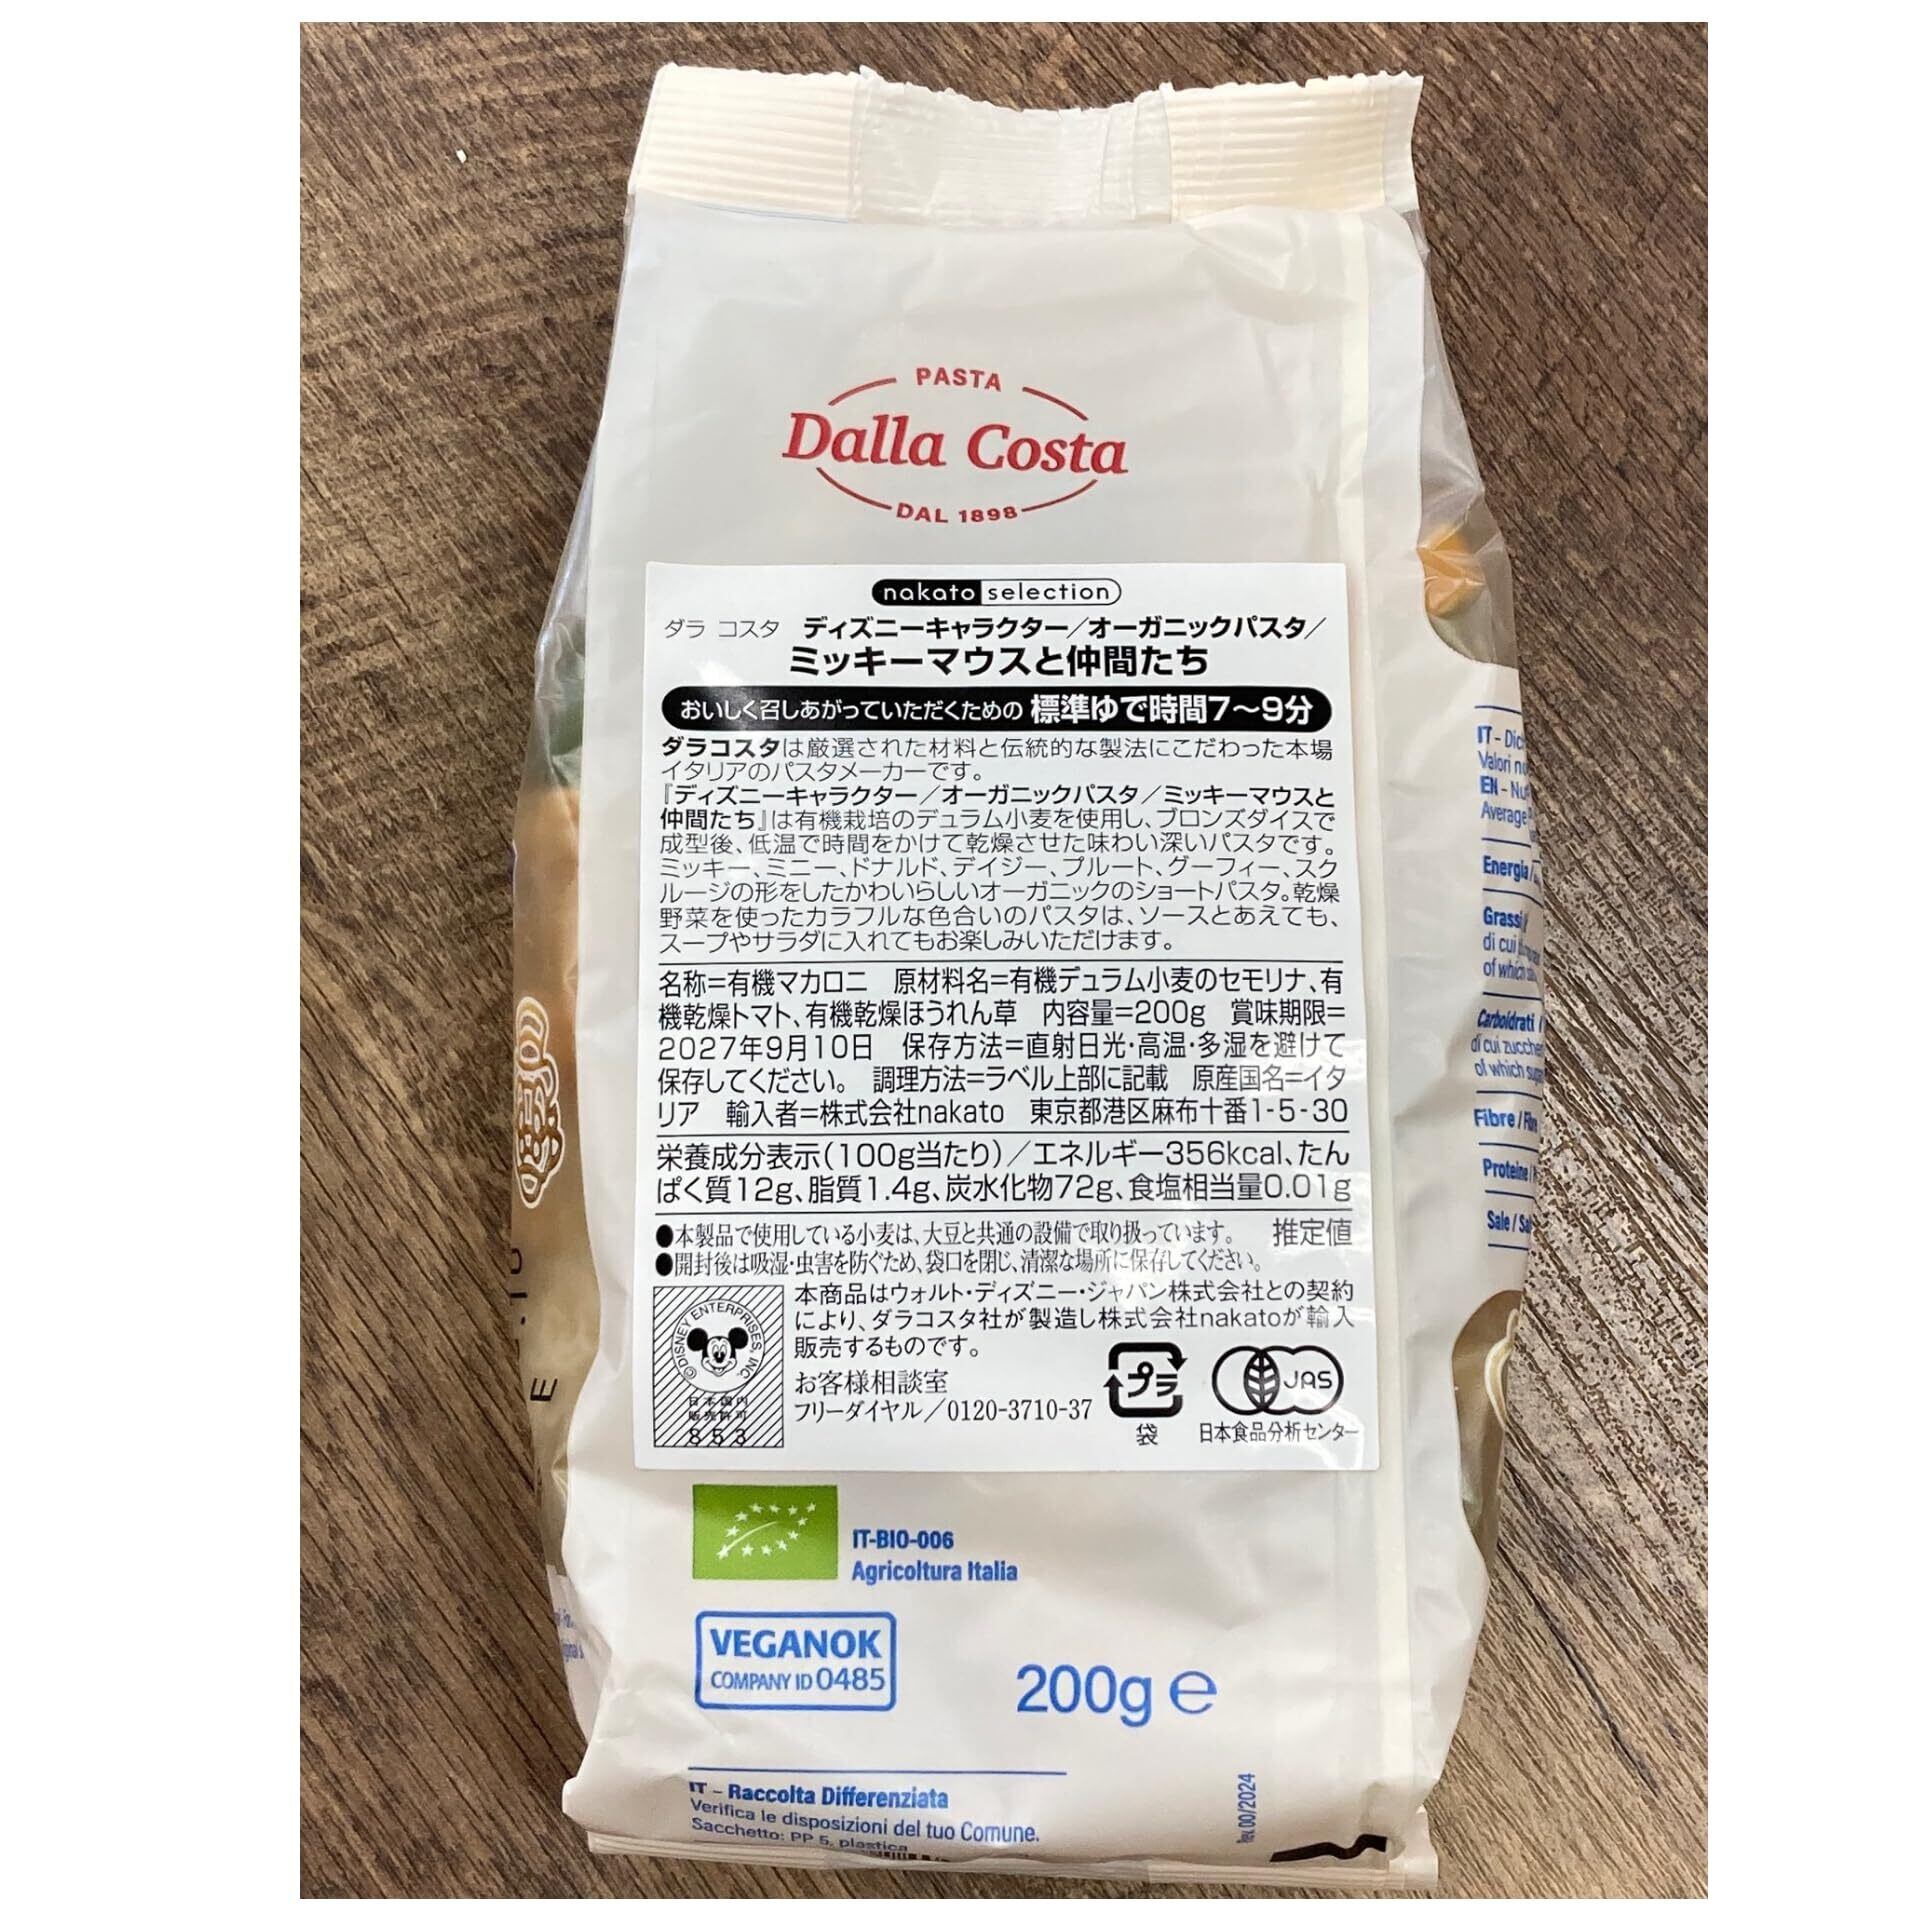 PASTA
Dalla Costa
DAL 1898
nakato selection
ダラ コスタ ディズニーキャラクター／オーガニックパスタ／
ミッキーマウスと仲間たち
おいしく召しあがっていただくための 標準ゆで時間7～9分
ダラコスタは厳選された材料と伝統的な製法にこだわった本場
イタリアのパスタメーカーです。
『ディズニーキャラクター／オーガニックパスタ／ミッキーマウスと
仲間たち』は有機栽培のデュラム小麦を使用し、ブロンズダイスで
成型後、低温で時間をかけて乾燥させた味わい深いパスタです。
ミッキー、ミニー、ドナルド、デイジー、プルート、グーフィー、スク
ルージの形をしたかわいらしいオーガニックのショートパスタ。乾燥
野菜を使ったカラフルな色合いのパスタは、ソースとあえても、
スープやサラダに入れてもお楽しみいただけます。
名称=有機マカロニ 原材料名=有機デュラム小麦のセモリナ、有
機乾燥トマト、有機乾燥ほうれん草 内容量=200g 賞味期限=
2027年9月10日 保存方法=直射日光・高温・多湿を避けて
保存してください。 調理方法=ラベル上部に記載 原産国名=イタ
リア 輸入者=株式会社nakato 東京都港区麻布十番1-5-30
栄養成分表示(100g当たり)／エネルギー356kcal、たん
ぱく質12g、脂質1.4g、炭水化物72g、食塩相当量0.01g
●本製品で使用している小麦は、大豆と共通の設備で取り扱っています。 推定値
●開封後は吸湿・虫害を防ぐため、袋口を閉じ、清潔な場所に保存してください。
本商品はウォルト・ディズニー・ジャパン株式会社との契約
により、ダラコスタ社が製造し株式会社nakatoが輸入
販売するものです。
お客様相談室
フリーダイヤル／0120-3710-37
©DISNEY ENTERPRISES, INC.
日本国内
販売許可
853
プラ
袋
JAS
日本食品分析センター
IT-BIO-006
Agricoltura Italia
VEGANOK
COMPANY ID 0485
200g e
IT - Raccolta Differenziata
Verifica le disposizioni del tuo Comune.
Sacchetto: PP 5, plastica
Rev. 00/2024
IT -
Valori
EN -
Average
Energia /
Grassi /
di cui
of which
Carboidrati /
di cui
of which
Fibre /
Proteine /
Sale /
E